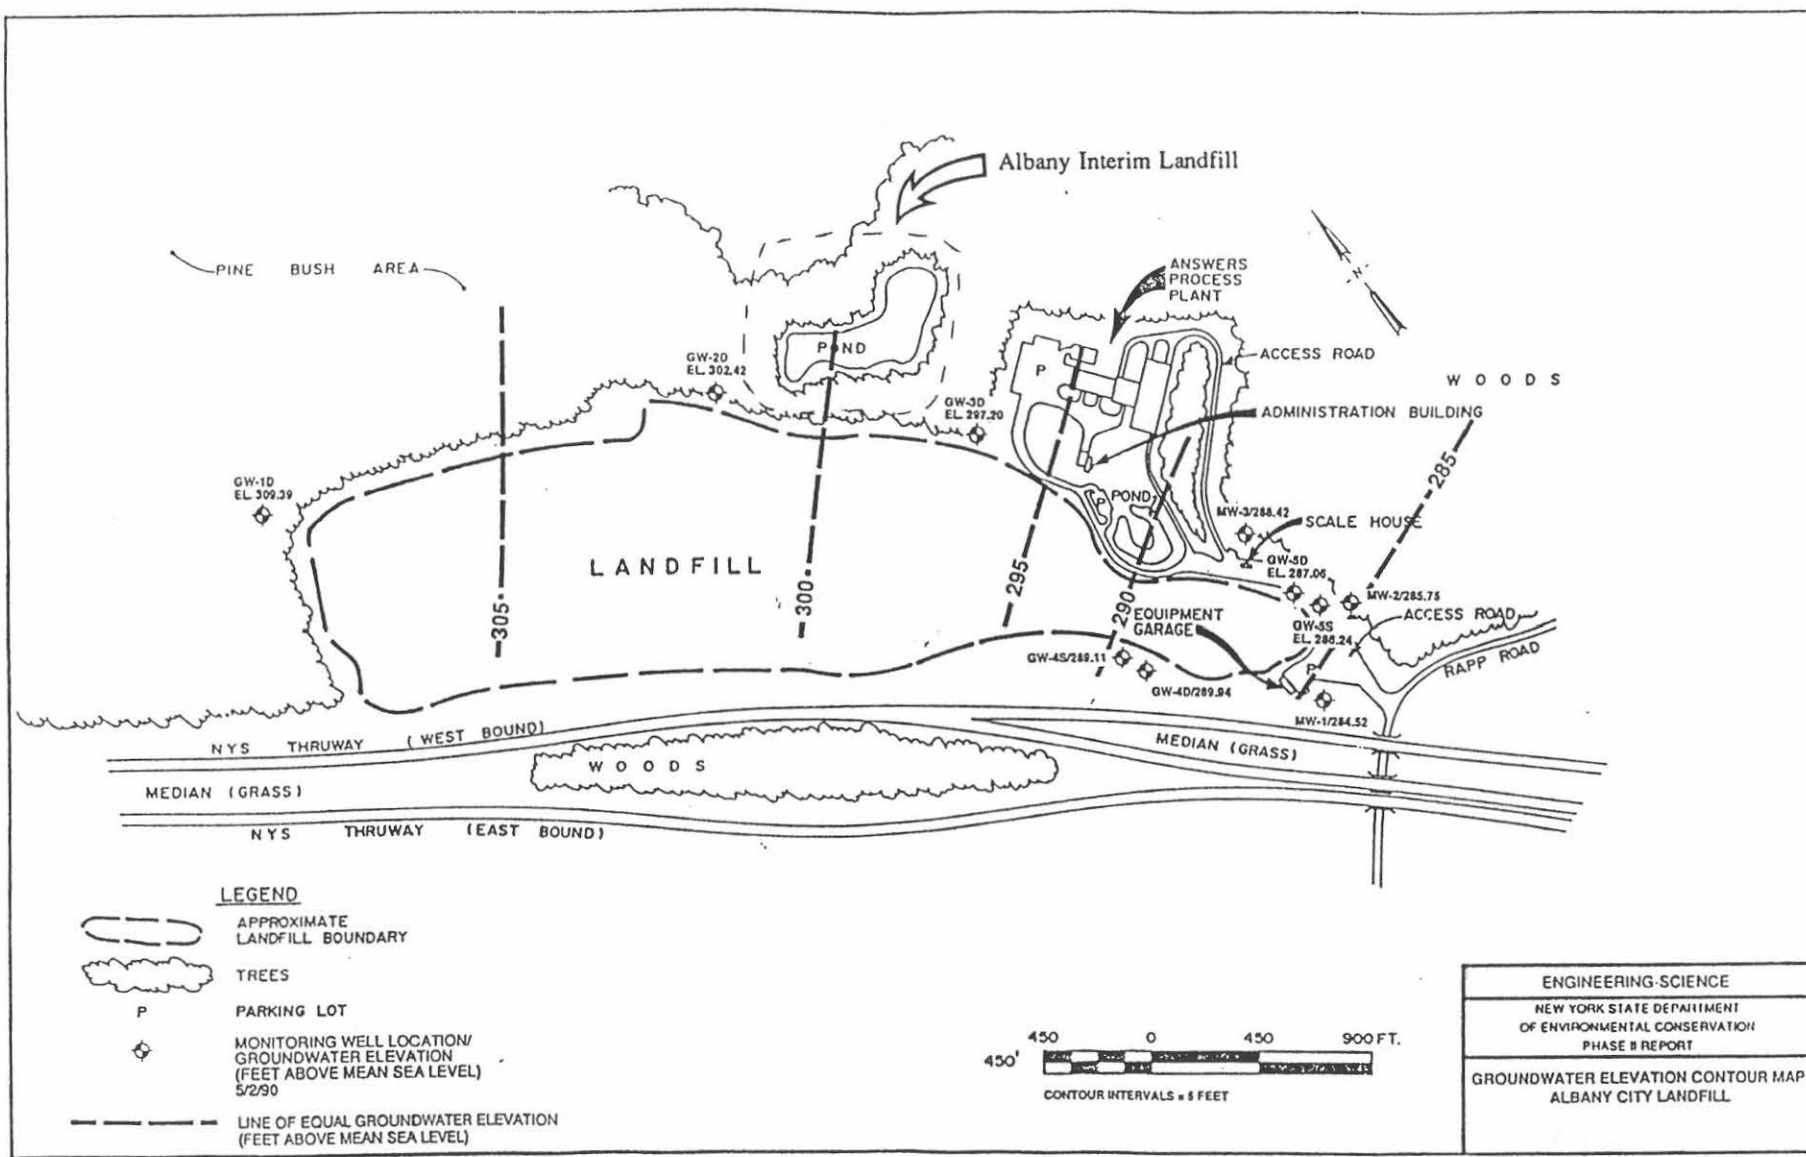 Albany Interim Landfill
PINE BUSH AREA
ANSWERS
PROCESS
PLANT
N
POND
GW-2D
EL. 302.42
P
ACCESS ROAD
WOODS
GW-3D
EL. 297.20
ADMINISTRATION BUILDING
GW-1D
EL. 309.39
285
P
POND
MW-3/288.42
SCALE HOUSE
LANDFILL
GW-5D
EL. 287.06
305
300
295
290
MW-2/285.75
EQUIPMENT
GARAGE
GW-5S
EL. 286.24
ACCESS ROAD
GW-4S/289.11
P
RAPP ROAD
GW-4D/289.94
MW-1/284.52
NYS THRUWAY (WEST BOUND)
MEDIAN (GRASS)
WOODS
MEDIAN (GRASS)
NYS THRUWAY (EAST BOUND)
LEGEND
APPROXIMATE
LANDFILL BOUNDARY
TREES
P PARKING LOT
MONITORING WELL LOCATION/
GROUNDWATER ELEVATION
(FEET ABOVE MEAN SEA LEVEL)
5/2/90
LINE OF EQUAL GROUNDWATER ELEVATION
(FEET ABOVE MEAN SEA LEVEL)
450 0 450 900 FT.
450'
CONTOUR INTERVALS = 5 FEET
ENGINEERING-SCIENCE
NEW YORK STATE DEPARTMENT
OF ENVIRONMENTAL CONSERVATION
PHASE II REPORT
GROUNDWATER ELEVATION CONTOUR MAP
ALBANY CITY LANDFILL